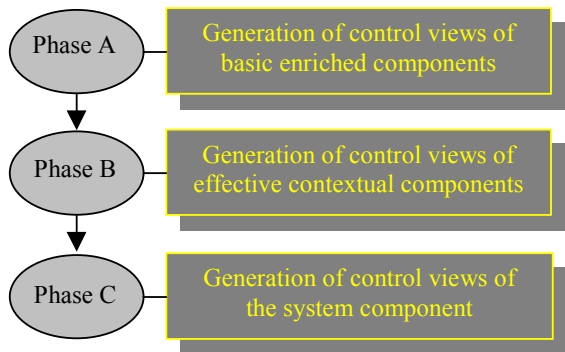 Phase A
Generation of control views of
basic enriched components
Phase B
Generation of control views of
effective contextual components
Phase C
Generation of control views of
the system component